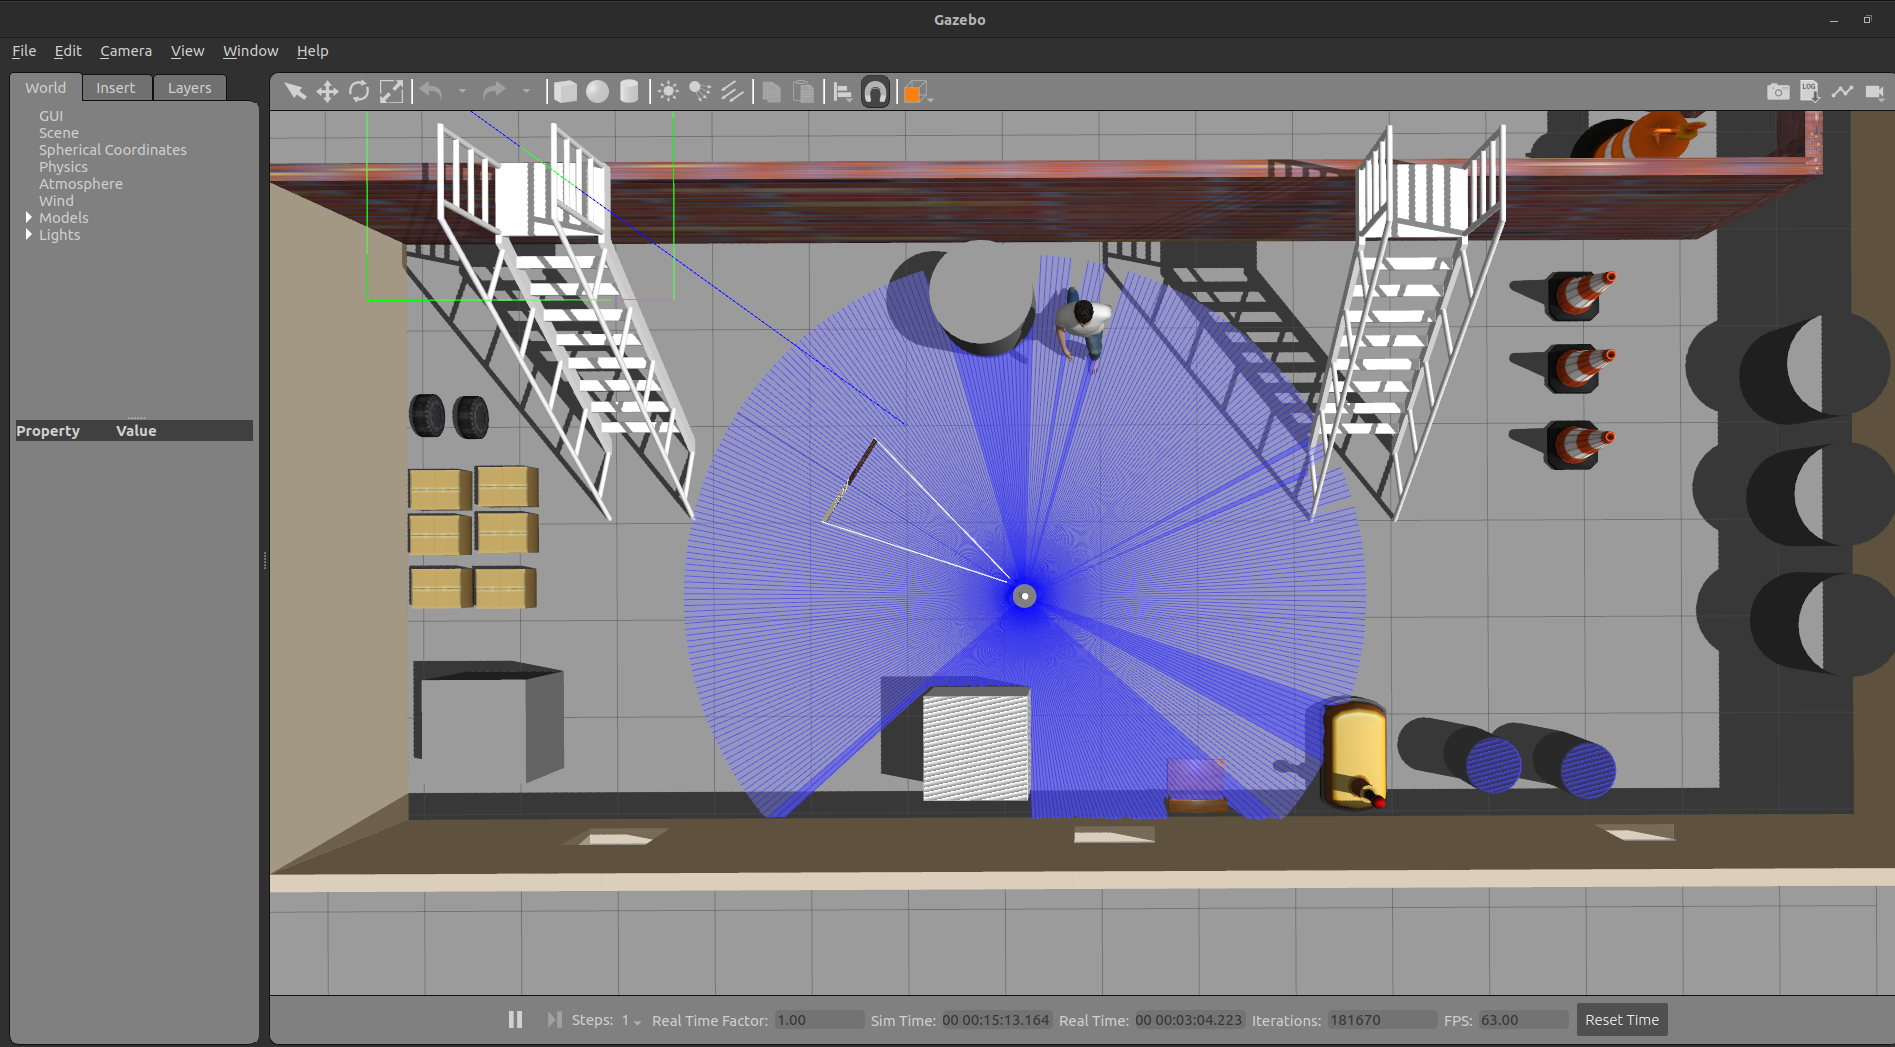 Gazebo
File Edit Camera View Window Help
World Insert Layers
GUI
Scene
Spherical Coordinates
Physics
Atmosphere
Wind
Models
Lights
Property Value
LOG
Steps: 1 Real Time Factor: 1.00 Sim Time: 00 00:15:13.164 Real Time: 00 00:03:04.223 Iterations: 181670 FPS: 63.00 Reset Time